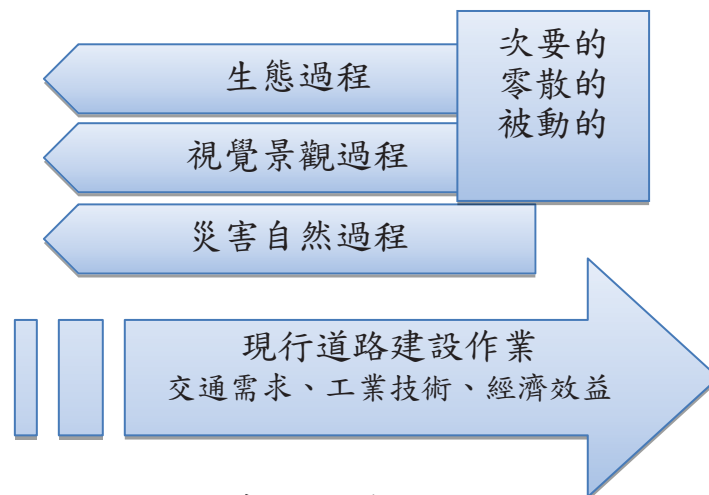 生態過程
次要的
零散的
被動的
視覺景觀過程
災害自然過程
現行道路建設作業
交通需求、工業技術、經濟效益